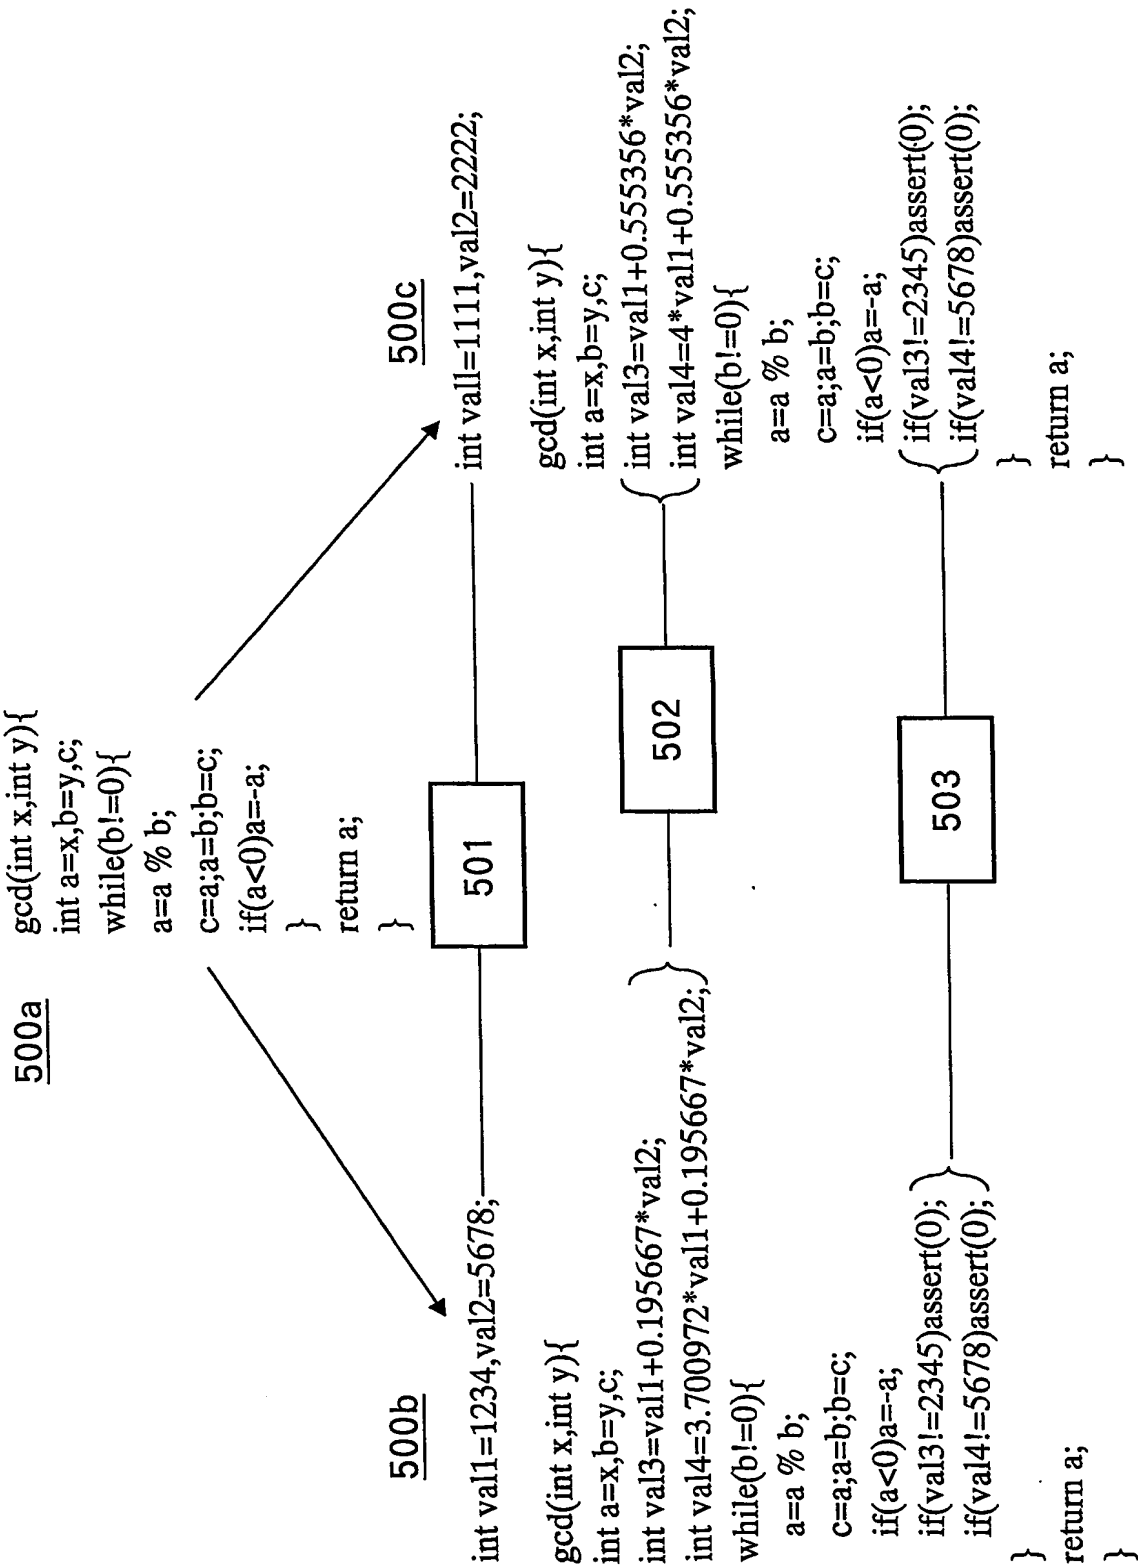 500a
gcd(int x,int y){
int a=x,b=y,c;
while(b!=0){
a=a % b;
c=a;a=b;b=c;
if(a<0)a=-a;
}
return a;
}
500b
int val1=1234,val2=5678;
gcd(int x,int y){
int a=x,b=y,c;
int val3=val1+0.195667*val2;
int val4=3.700972*val1+0.195667*val2;
while(b!=0){
a=a % b;
c=a;a=b;b=c;
if(a<0)a=-a;
if(val3!=2345)assert(0);
if(val4!=5678)assert(0);
}
return a;
}
501
502
503
500c
int val1=1111,val2=2222;
gcd(int x,int y){
int a=x,b=y,c;
int val3=val1+0.555356*val2;
int val4=4*val1+0.555356*val2;
while(b!=0){
a=a % b;
c=a;a=b;b=c;
if(a<0)a=-a;
if(val3!=2345)assert(0);
if(val4!=5678)assert(0);
}
return a;
}